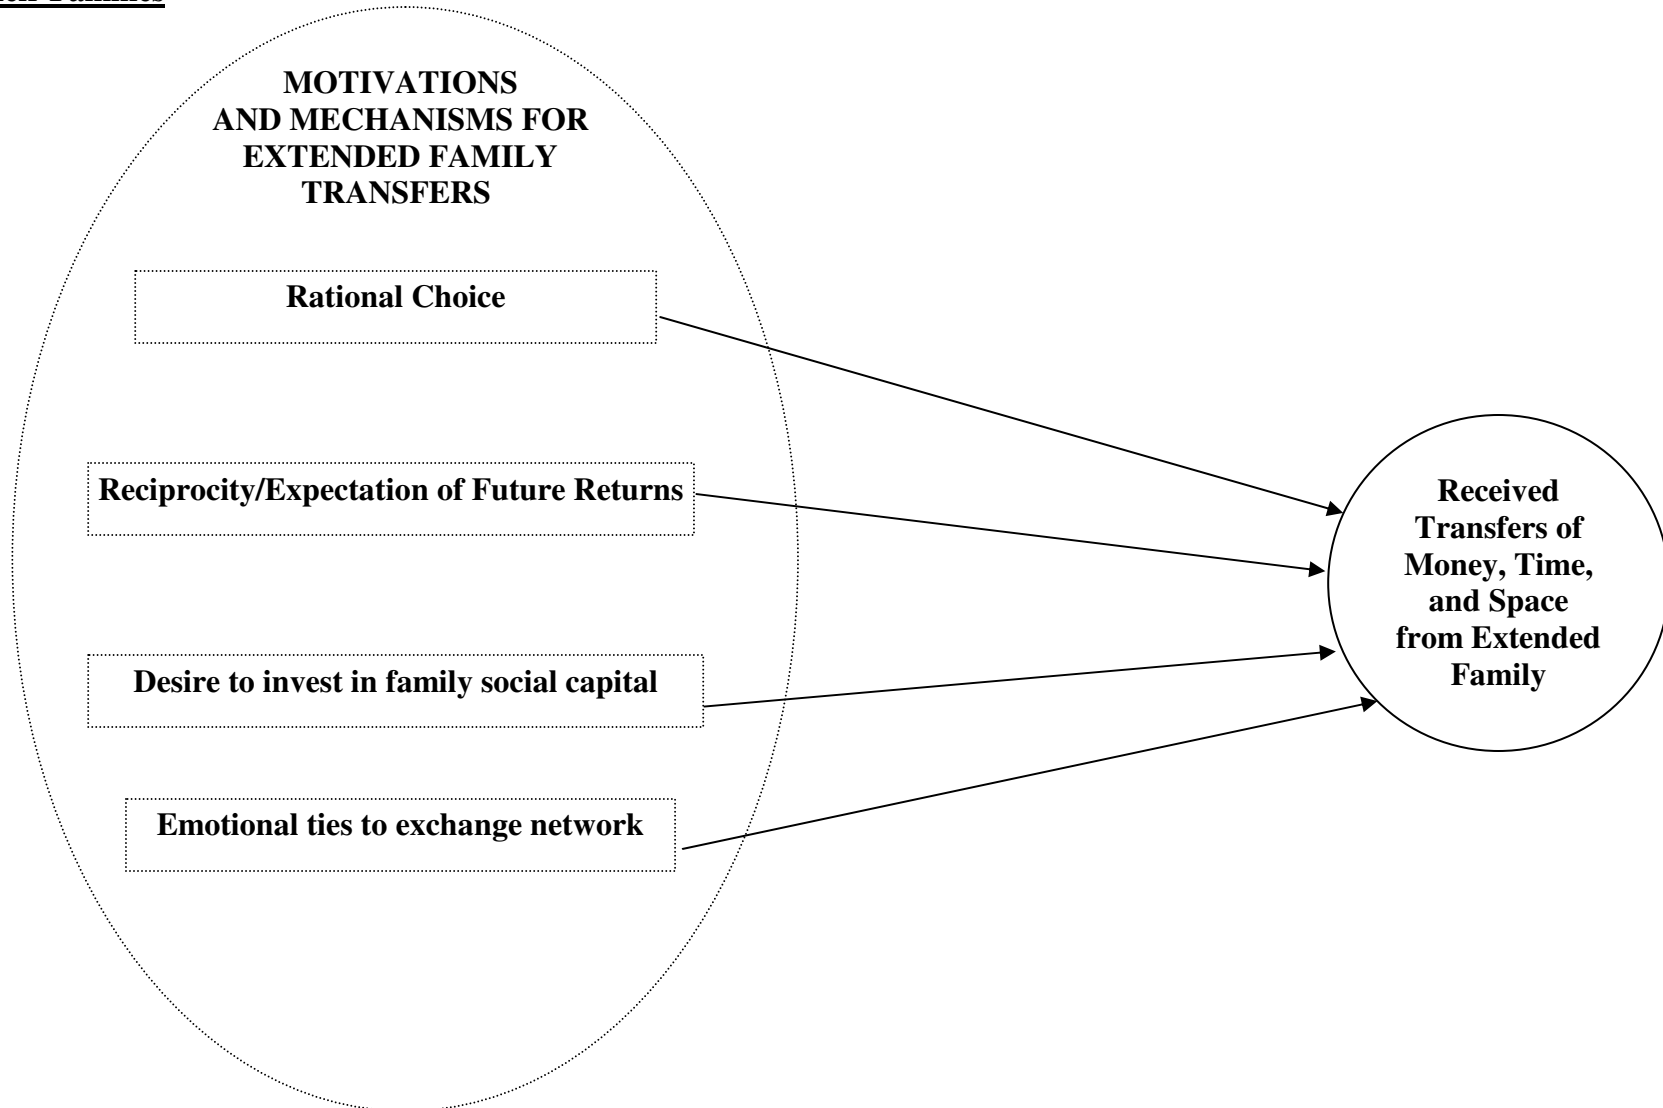 MOTIVATIONS
AND MECHANISMS FOR
EXTENDED FAMILY
TRANSFERS
Rational Choice
Reciprocity/Expectation of Future Returns
Desire to invest in family social capital
Emotional ties to exchange network
Received
Transfers of
Money, Time,
and Space
from Extended
Family